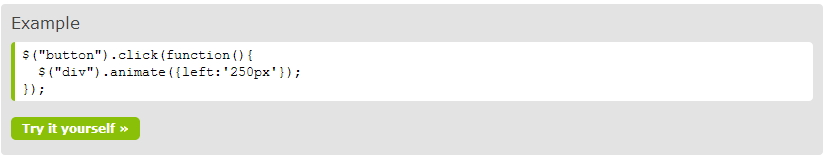 Example
$("button").click(function(){
  $("div").animate({left:'250px'});
});
Try it yourself »